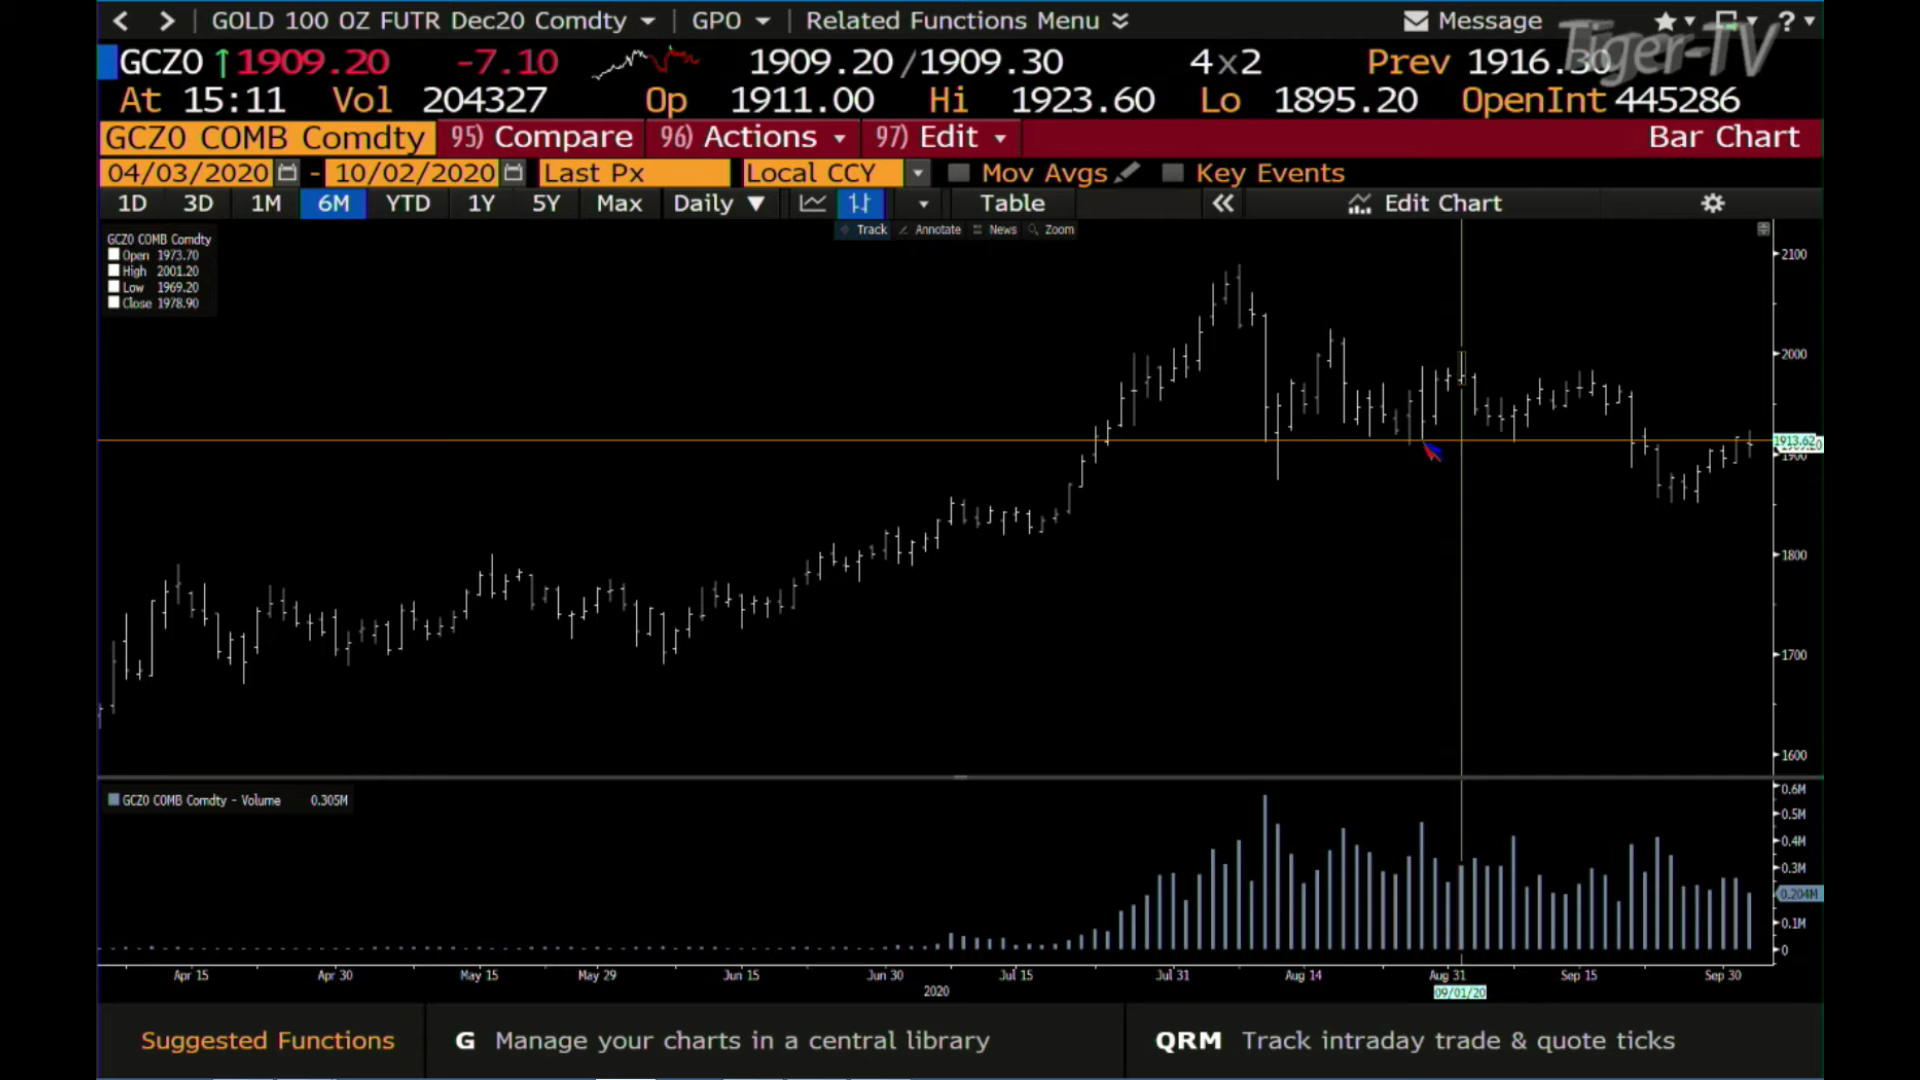 GOLD 100 OZ FUTR Dec20 Comdty GPO Related Functions Menu Message ?
Tiger-TV
GCZ0 ↑1909.20 -7.10 1909.20 /1909.30 4x2 Prev 1916.30
At 15:11 Vol 204327 Op 1911.00 Hi 1923.60 Lo 1895.20 OpenInt 445286
GCZ0 COMB Comdty 95) Compare 96) Actions 97) Edit Bar Chart
04/03/2020 - 10/02/2020 Last Px Local CCY Mov Avgs Key Events
1D 3D 1M 6M YTD 1Y 5Y Max Daily ▼ Table « Edit Chart
Track Annotate News Zoom
GCZ0 COMB Comdty
Open 1973.70
High 2001.20
Low 1969.20
Close 1978.90
2100
2000
1913.62
1900
1800
1700
1600
GCZ0 COMB Comdty - Volume 0.305M
0.6M
0.5M
0.4M
0.3M
0.204M
0.1M
0
Apr 15 Apr 30 May 15 May 29 Jun 15 Jun 30 Jul 15 Jul 31 Aug 14 Aug 31 Sep 15 Sep 30
2020 09/01/20
Suggested Functions G Manage your charts in a central library QRM Track intraday trade & quote ticks